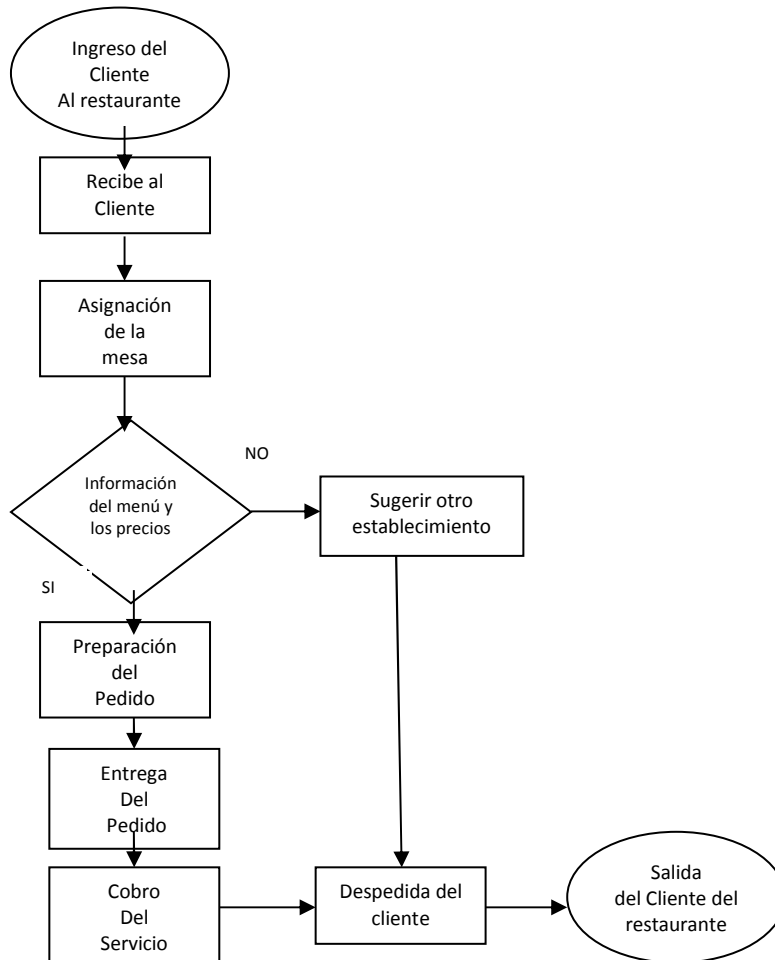 Ingreso del
Cliente
Al restaurante
Recibe al
Cliente
Asignación
de la
mesa
NO
Información
del menú y
los precios
Sugerir otro
establecimiento
SI
Preparación
del
Pedido
Entrega
Del
Pedido
Cobro
Del
Servicio
Despedida del
cliente
Salida
del Cliente del
restaurante